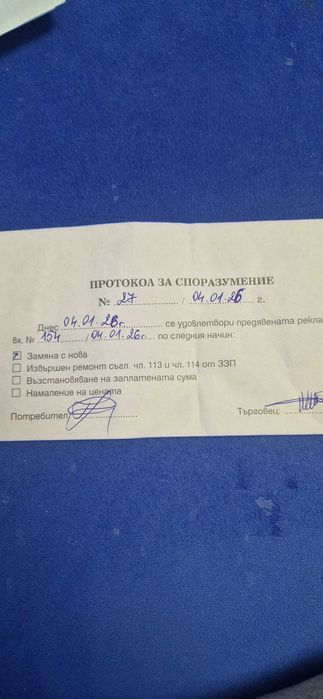 ПРОТОКОЛ ЗА СПОРАЗУМЕНИЕ
№ 27 / 04.01.26 г.
Днес 04.01.26г. се удовлетвори предявената рекла
вх. № 154 / 04.01.26г. по следния начин:
Замяна с нова
Извършен ремонт съгл. чл. 113 и чл. 114 от ЗЗП
Възстановяване на заплатената сума
Намаление на цената
Потребител: Търговец: